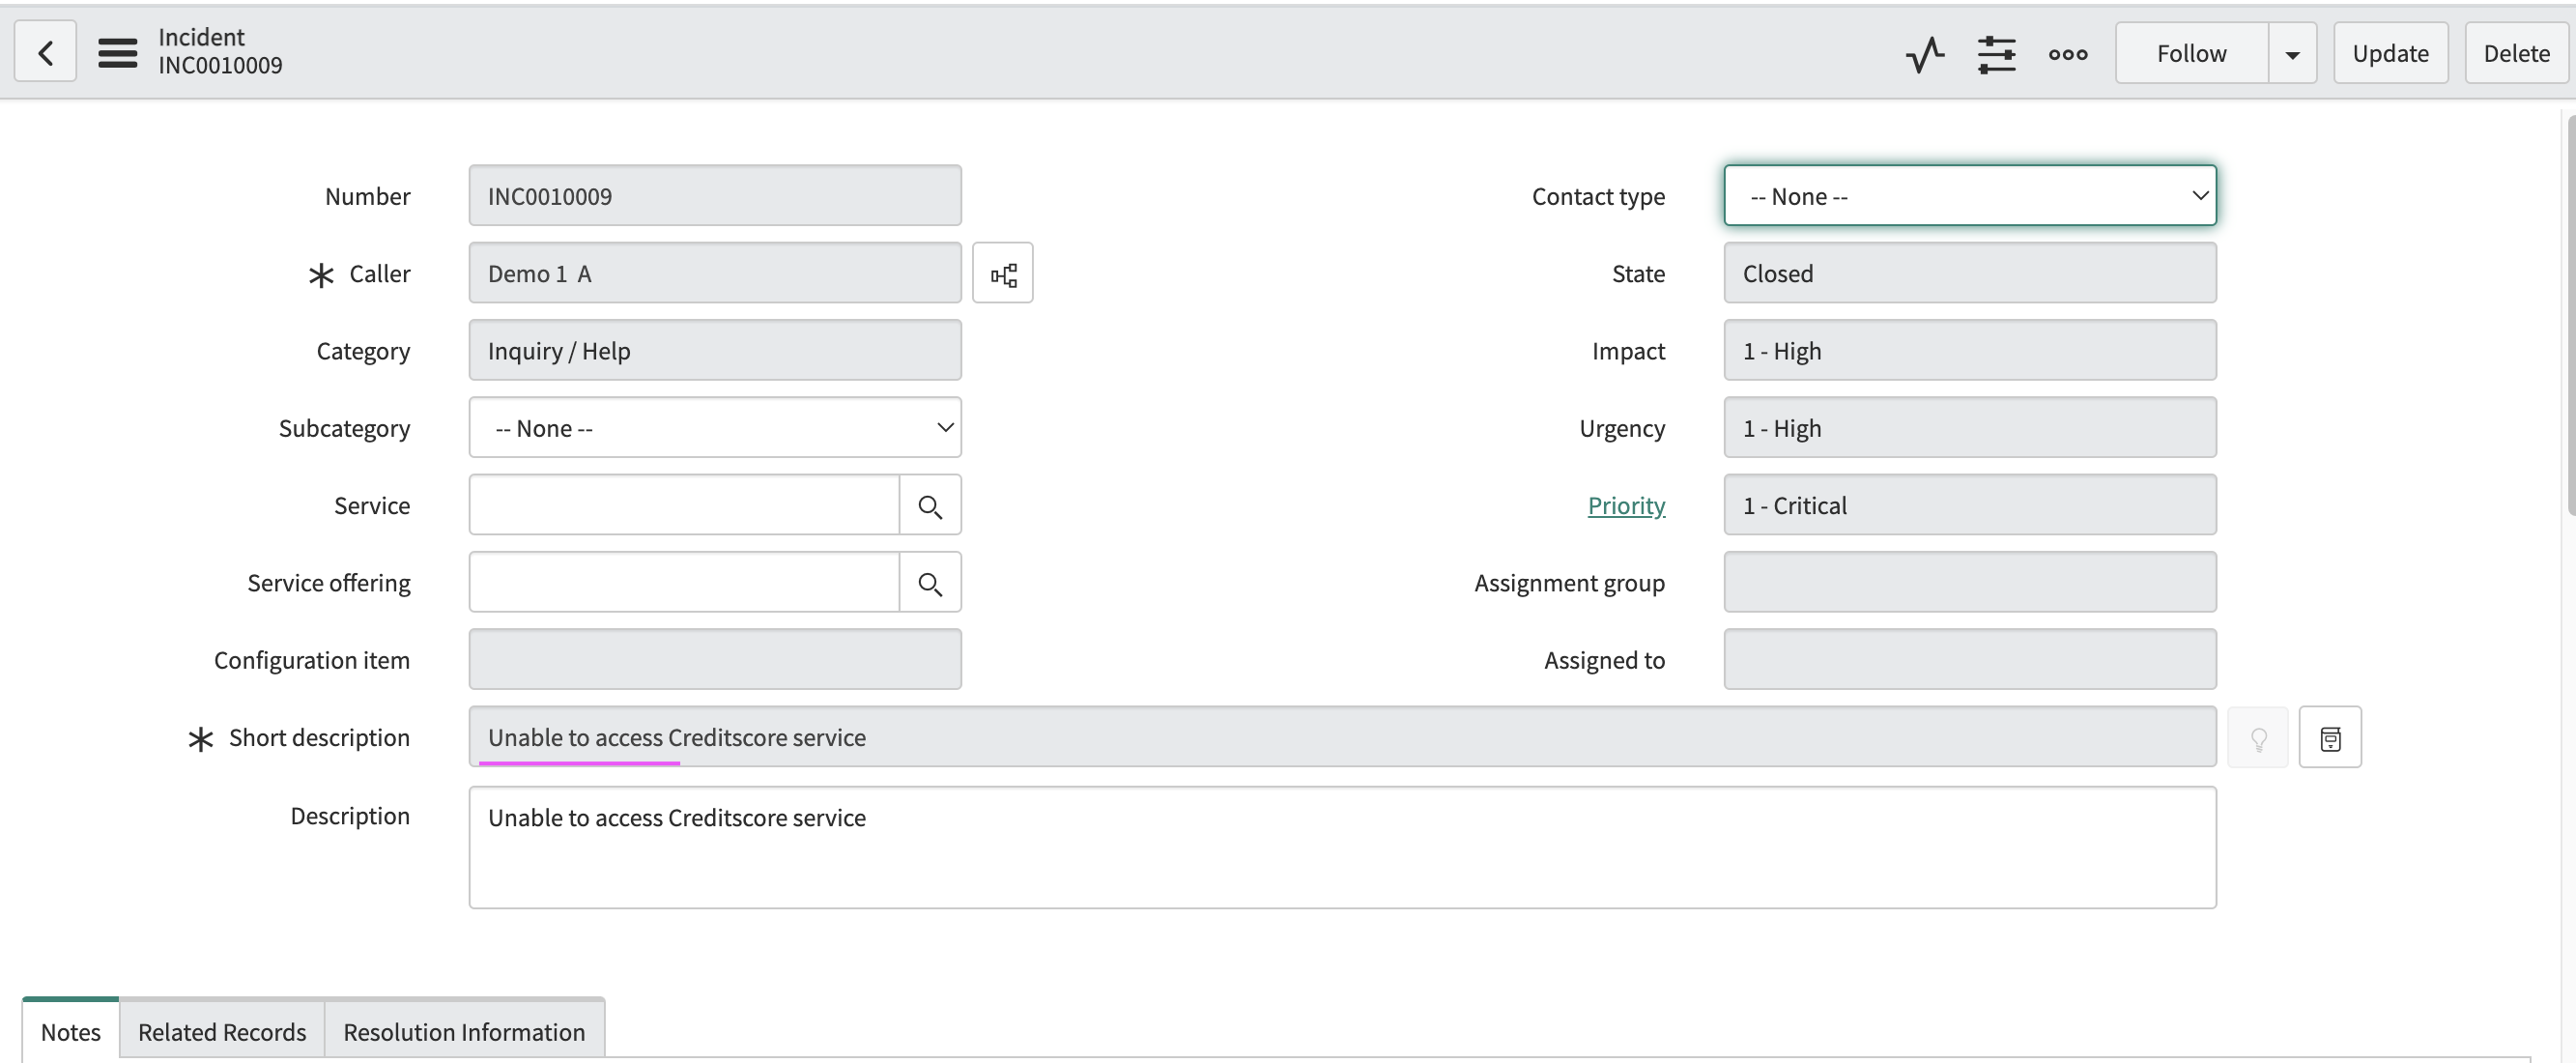 Incident
INC0010009
Follow
Update
Delete
Number
INC0010009
Contact type
-- None --
Caller
Demo 1 A
State
Closed
Category
Inquiry / Help
Impact
1 - High
Subcategory
-- None --
Urgency
1 - High
Service
Priority
1 - Critical
Service offering
Assignment group
Configuration item
Assigned to
Short description
Unable to access Creditscore service
Description
Unable to access Creditscore service
Notes
Related Records
Resolution Information